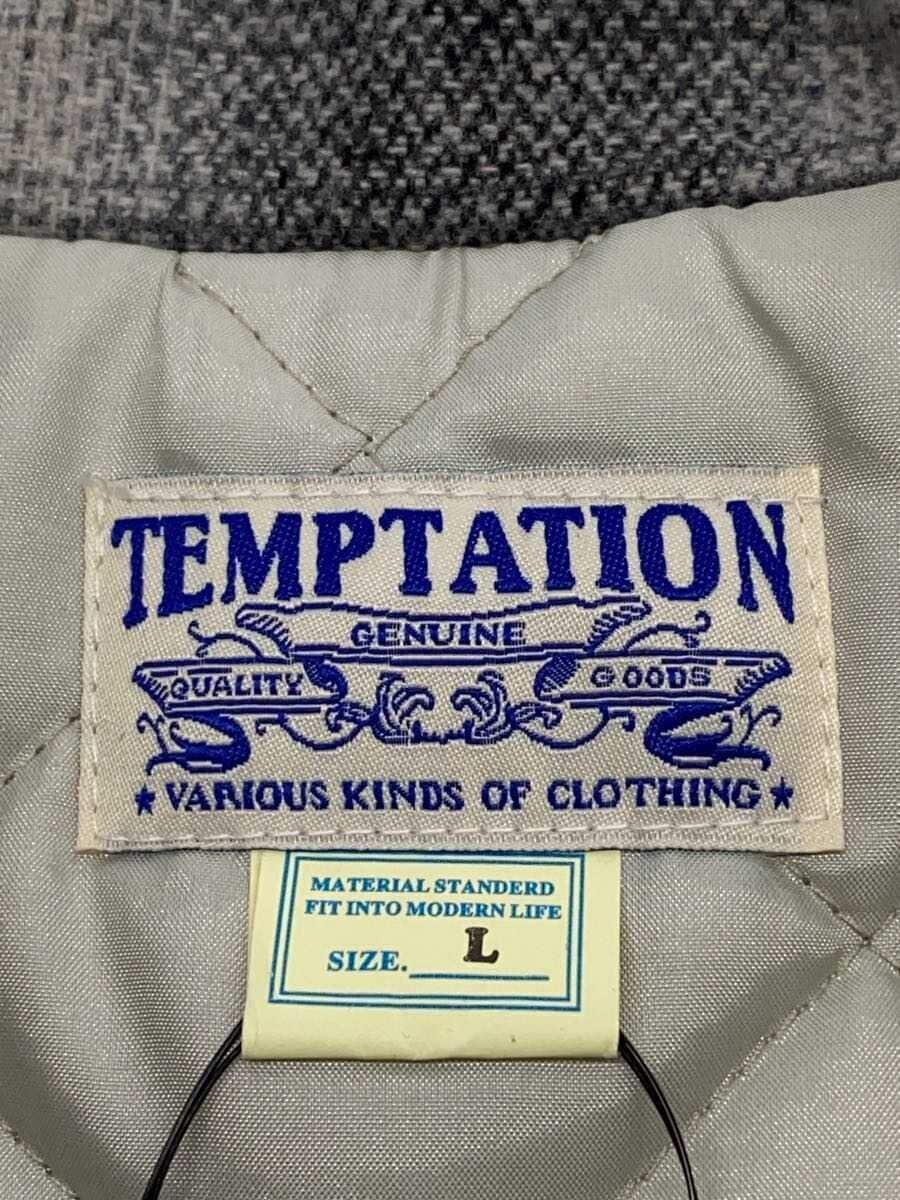 TEMPTATION
GENUINE
QUALITY GOODS
★ VARIOUS KINDS OF CLOTHING ★
MATERIAL STANDERD
FIT INTO MODERN LIFE
SIZE. L